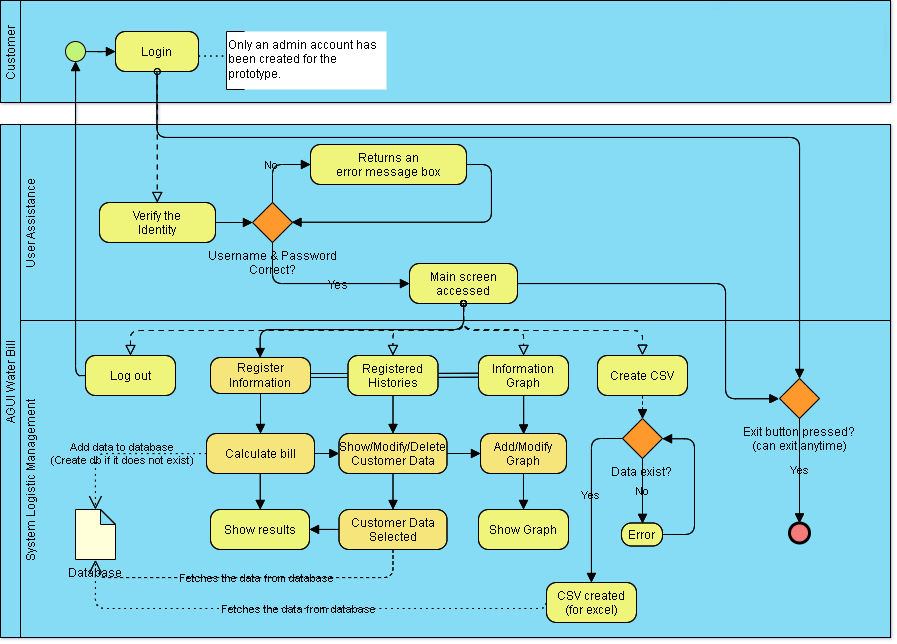 Customer
Login
Only an admin account has
been created for the
prototype.
AGUI Water Bill
User Assistance
No
Returns an
error message box
Verify the
Identity
Username & Password
Correct?
Yes
Main screen
accessed
System Logistic Management
Log out
Register
Information
Registered
Histories
Information
Graph
Create CSV
Exit button pressed?
(can exit anytime)
Yes
Add data to database
(Create db if it does not exist)
Calculate bill
Show/Modify/Delete
Customer Data
Add/Modify
Graph
Data exist?
Yes
No
Show results
Customer Data
Selected
Show Graph
Error
Database
Fetches the data from database
CSV created
(for excel)
Fetches the data from database